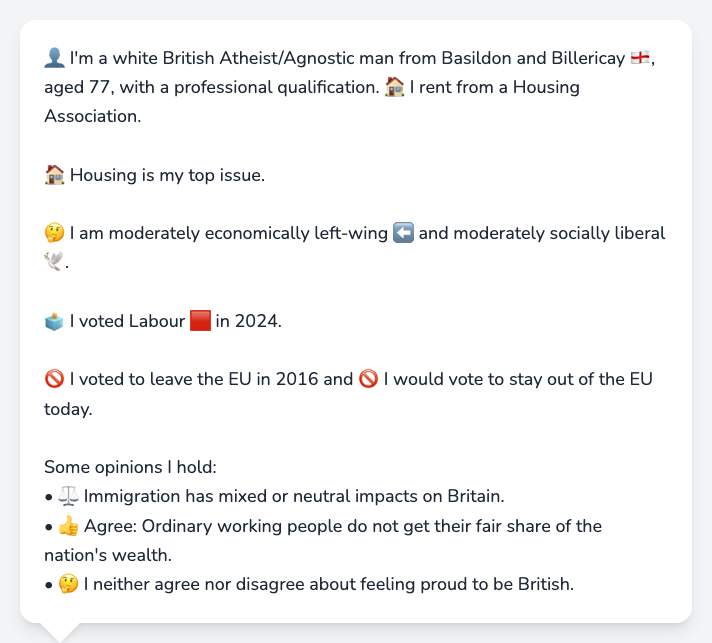 👤 I'm a white British Atheist/Agnostic man from Basildon and Billericay 🏴󠁧󠁢󠁥󠁮󠁧󠁿,
aged 77, with a professional qualification. 🏠 I rent from a Housing
Association.
🏠 Housing is my top issue.
🤔 I am moderately economically left-wing ⬅️ and moderately socially liberal
🕊️.
🗳️ I voted Labour 🟥 in 2024.
🚫 I voted to leave the EU in 2016 and 🚫 I would vote to stay out of the EU
today.
Some opinions I hold:
• ⚖️ Immigration has mixed or neutral impacts on Britain.
• 👍 Agree: Ordinary working people do not get their fair share of the
nation's wealth.
• 🤔 I neither agree nor disagree about feeling proud to be British.